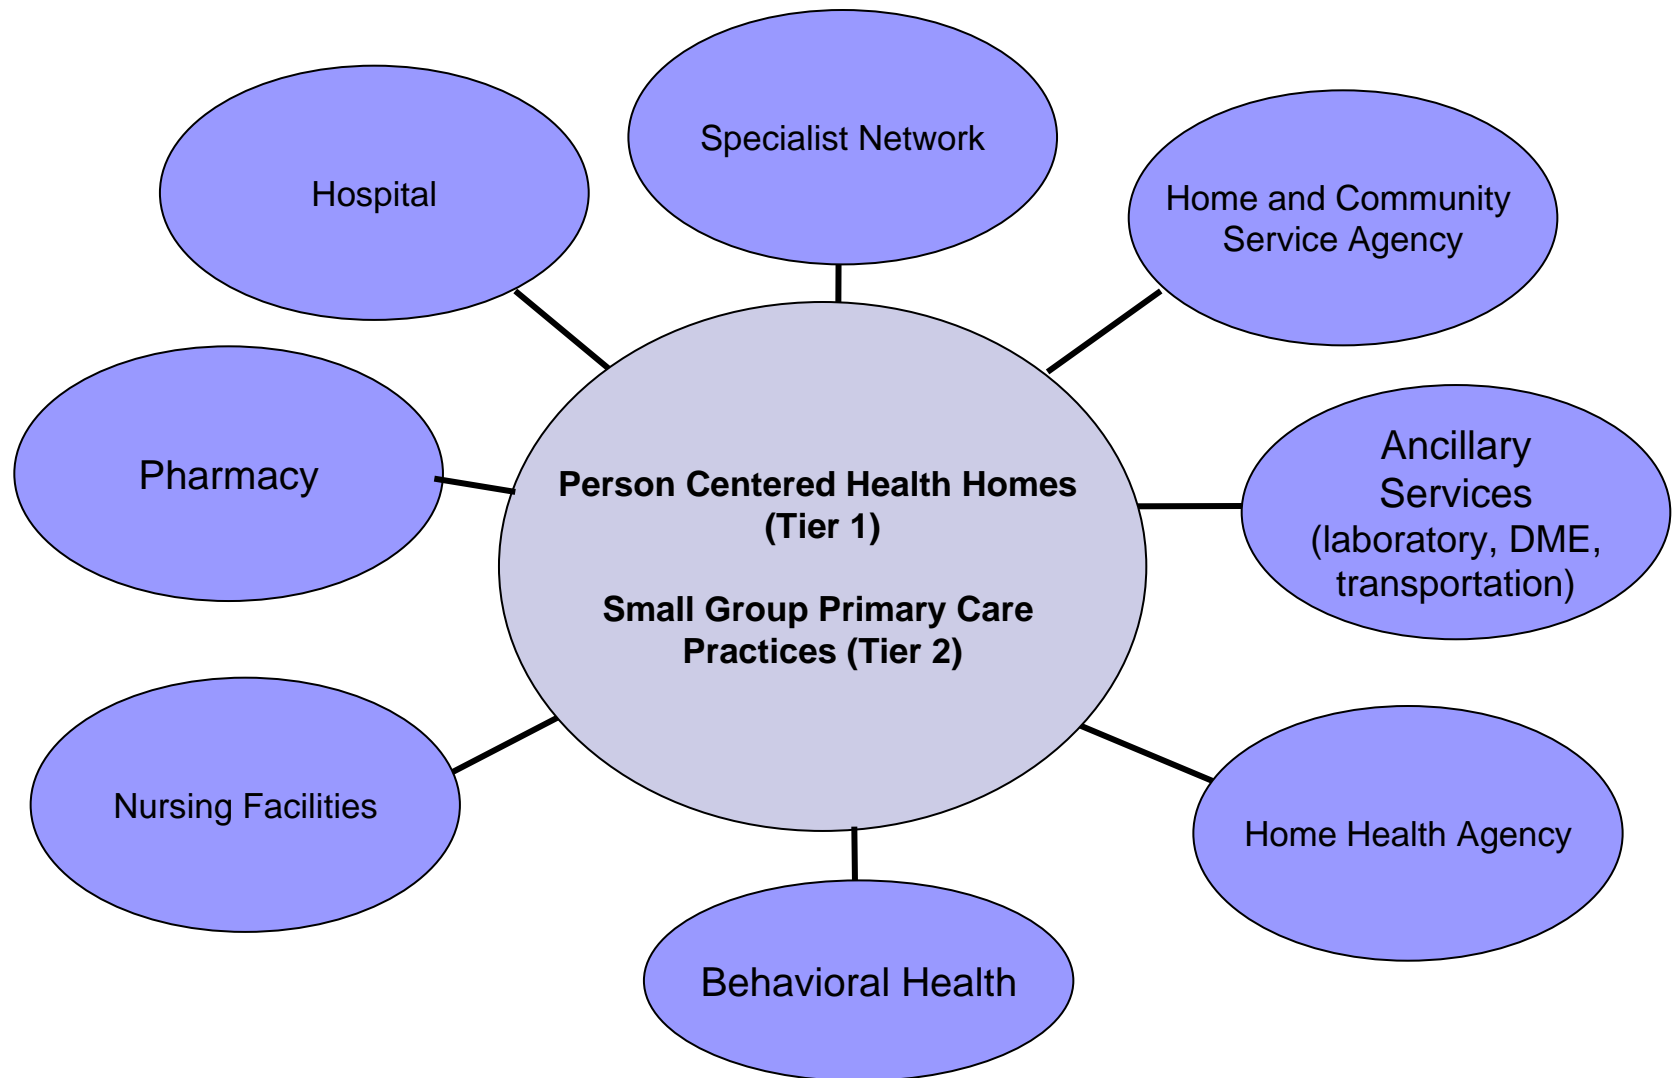 Specialist Network
Hospital
Home and Community
Service Agency
Pharmacy
Person Centered Health Homes
(Tier 1)
Small Group Primary Care
Practices (Tier 2)
Ancillary
Services
(laboratory, DME,
transportation)
Nursing Facilities
Home Health Agency
Behavioral Health